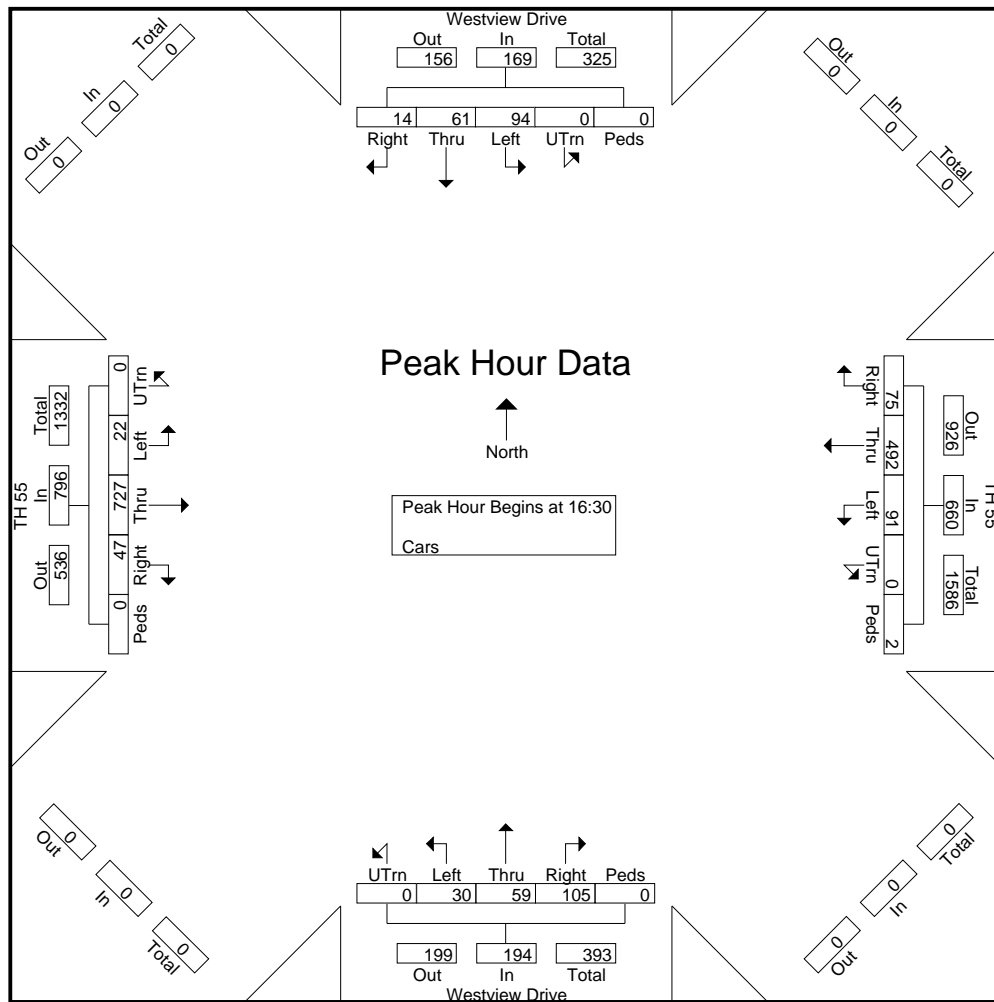 Westview Drive
Out In Total
156 169 325
14 61 94 0 0
Right Thru Left UTrn Peds
Out In Total
0 0 0
Out In Total
0 0 0
Peak Hour Data
North
Peak Hour Begins at 16:30
Cars
TH 55
Out In Total
536 796 1332
0 22 727 47 0
UTrn Left Thru Right Peds
TH 55
Out In Total
926 660 1586
75 492 91 0 2
Right Thru Left UTrn Peds
Out In Total
0 0 0
Out In Total
0 0 0
UTrn Left Thru Right Peds
0 30 59 105 0
199 194 393
Out In Total
Westview Drive